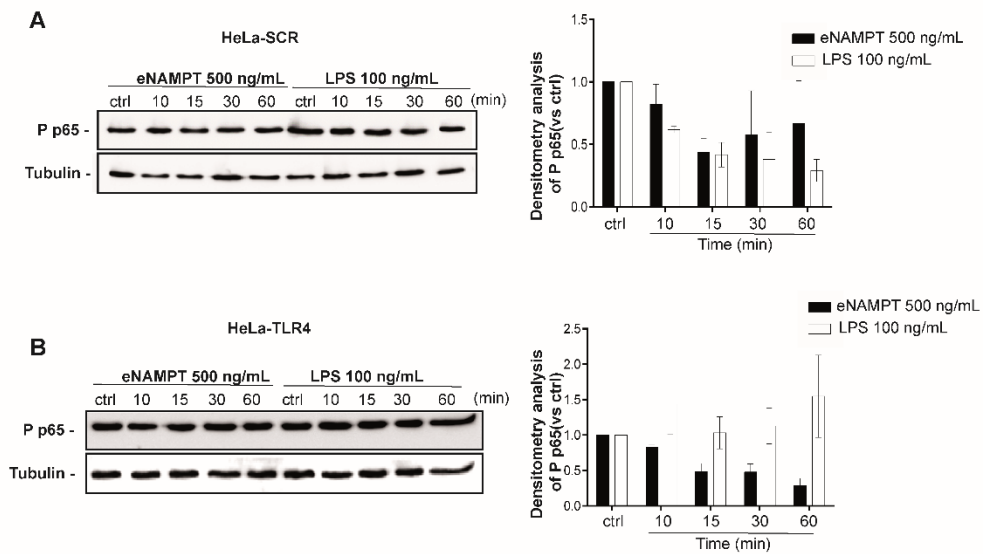 A
HeLa-SCR
eNAMPT 500 ng/mL LPS 100 ng/mL
ctrl 10 15 30 60 ctrl 10 15 30 60 (min)
P p65 -
Tubulin -
Densitometry analysis
of P p65(vs ctrl)
1.5
1.0
0.5
0.0
ctrl 10 15 30 60
Time (min)
eNAMPT 500 ng/mL
LPS 100 ng/mL
B
HeLa-TLR4
eNAMPT 500 ng/mL LPS 100 ng/mL
ctrl 10 15 30 60 ctrl 10 15 30 60 (min)
P p65 -
Tubulin -
Densitometry analysis
of P p65(vs ctrl)
2.5
2.0
1.5
1.0
0.5
0.0
ctrl 10 15 30 60
Time (min)
eNAMPT 500 ng/mL
LPS 100 ng/mL